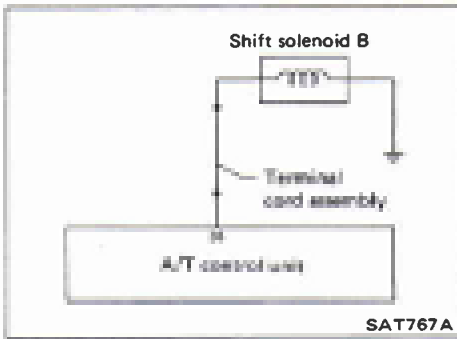 Shift solenoid B
Terminal
cord assembly
A/T control unit
SAT767A